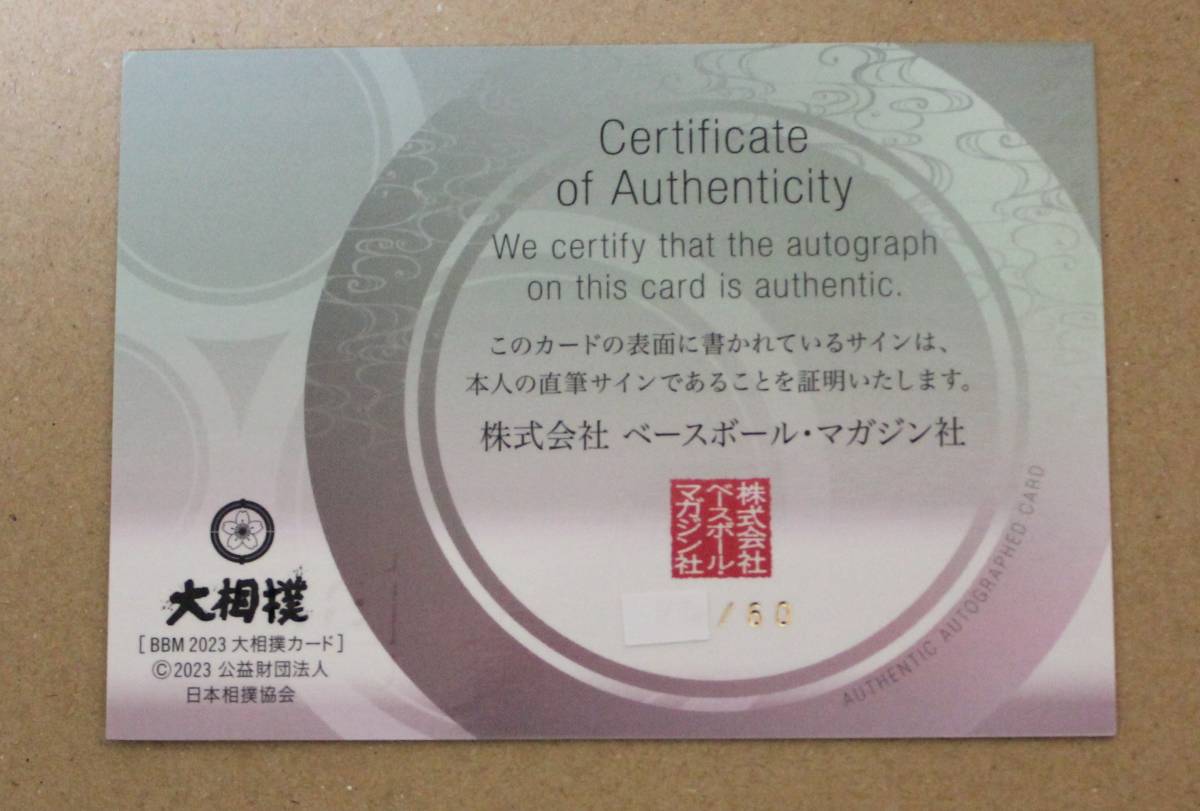 Certificate
of Authenticity
We certify that the autograph
on this card is authentic.
このカードの表面に書かれているサインは、
本人の直筆サインであることを証明いたします。
株式会社 ベースボール・マガジン社
株式会社
ベースボール・
マガジン社
/60
AUTHENTIC AUTOGRAPHED CARD
大相撲
[BBM 2023 大相撲カード]
©2023 公益財団法人
日本相撲協会